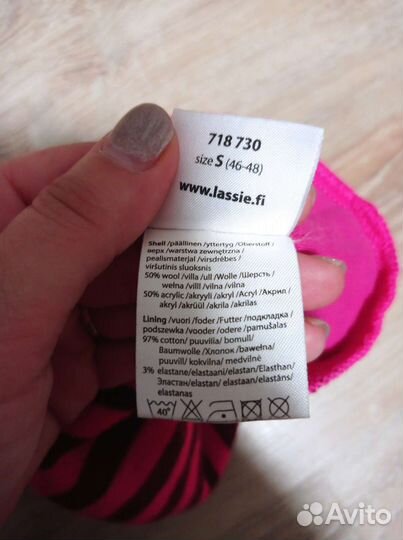 718 730
size S (46-48)
www.lassie.fi
Shell /päällinen /yttertyg /Oberstoff /
верх /warstwa zewnętrzna /
pealismaterjal /virsdrēbes /
viršutinis sluoksnis
50% wool /villa /ull /Wolle /Шерсть /
wełna /villl /vilna /vilna
50% acrylic /akryyli /akryl /Acryl /Акрил /
akryl /akrüül /akrila /akrilas
Lining /vuori /foder /Futter /подкладка /
podszewka /vooder /odere /pamušalas
97% cotton/ puuvilla/ bomull/
Baumwolle /Хлопок /bawełna/
puuvill/ kokvilna/ medvilnė
3% elastane/elastaani/elastan/Elasthan/
Эластан/elastan/ elastaan/elastāns/
elastanas
40°
Avito